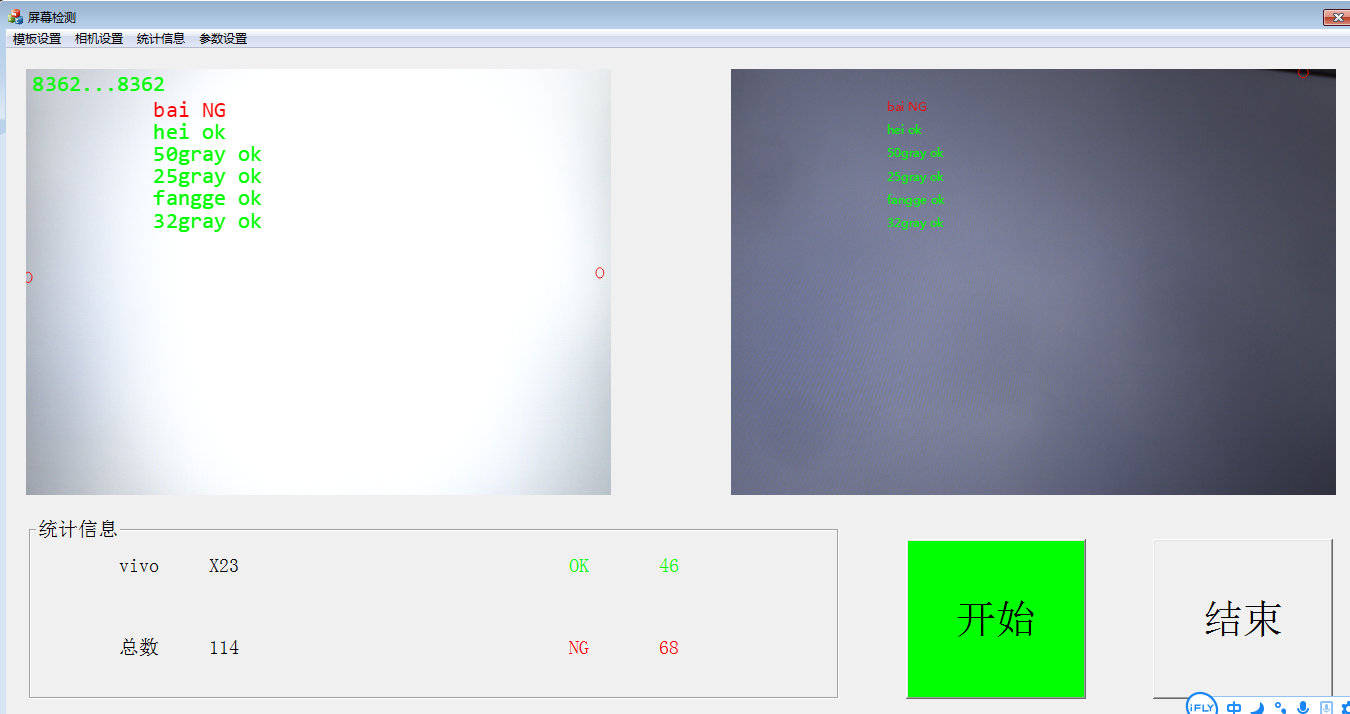 屏幕检测
模板设置 相机设置 统计信息 参数设置
8362...8362
bai NG
hei ok
50gray ok
25gray ok
fangge ok
32gray ok
bai NG
hei ok
50gray ok
25gray ok
fangge ok
32gray ok
统计信息
vivo X23 OK 46
总数 114 NG 68
开始
结束
iFLY 中